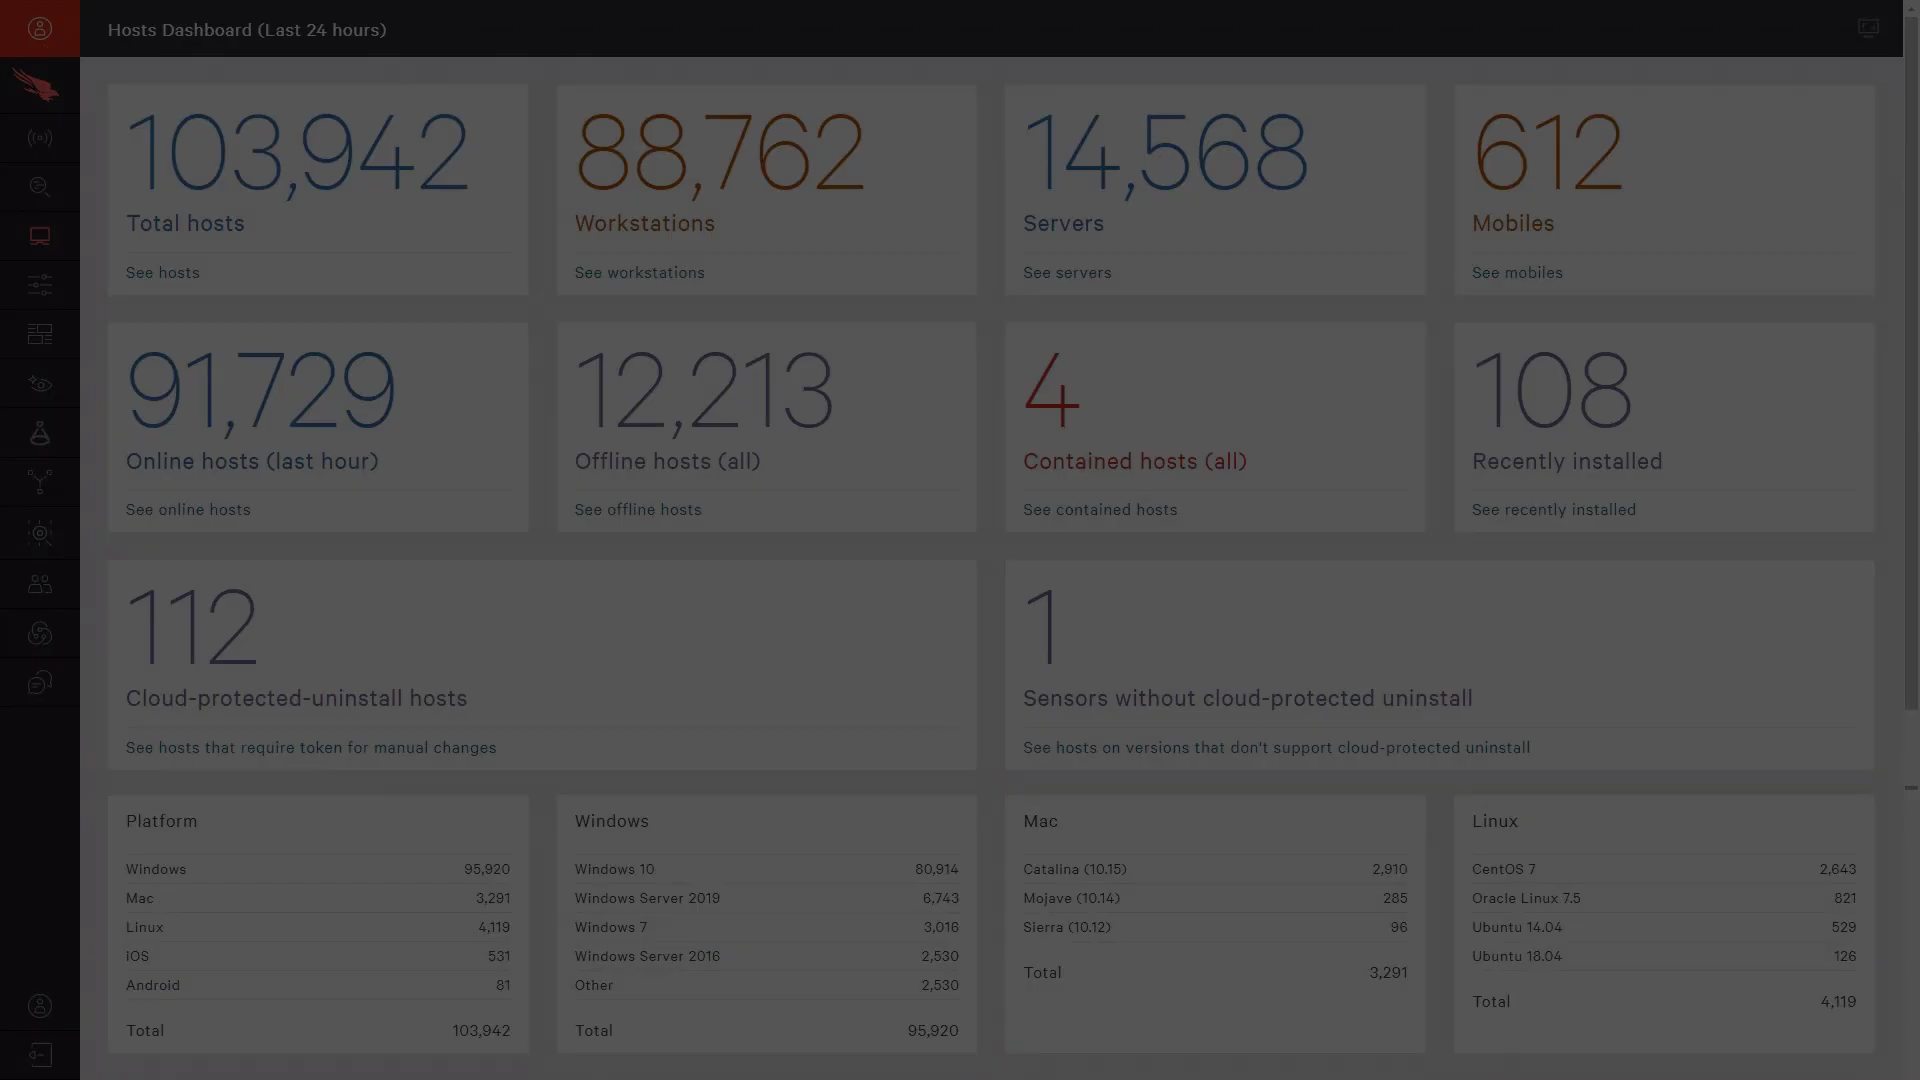 Hosts Dashboard (Last 24 hours)
103,942
Total hosts
See hosts
88,762
Workstations
See workstations
14,568
Servers
See servers
612
Mobiles
See mobiles
91,729
Online hosts (last hour)
See online hosts
12,213
Offline hosts (all)
See offline hosts
4
Contained hosts (all)
See contained hosts
108
Recently installed
See recently installed
112
Cloud-protected-uninstall hosts
See hosts that require token for manual changes
1
Sensors without cloud-protected uninstall
See hosts on versions that don't support cloud-protected uninstall
Platform
Windows 95,920
Mac 3,291
Linux 4,119
iOS 531
Android 81
Total 103,942
Windows
Windows 10 80,914
Windows Server 2019 6,743
Windows 7 3,016
Windows Server 2016 2,530
Other 2,530
Total 95,920
Mac
Catalina (10.15) 2,910
Mojave (10.14) 285
Sierra (10.12) 96
Total 3,291
Linux
CentOS 7 2,643
Oracle Linux 7.5 821
Ubuntu 14.04 529
Ubuntu 18.04 126
Total 4,119